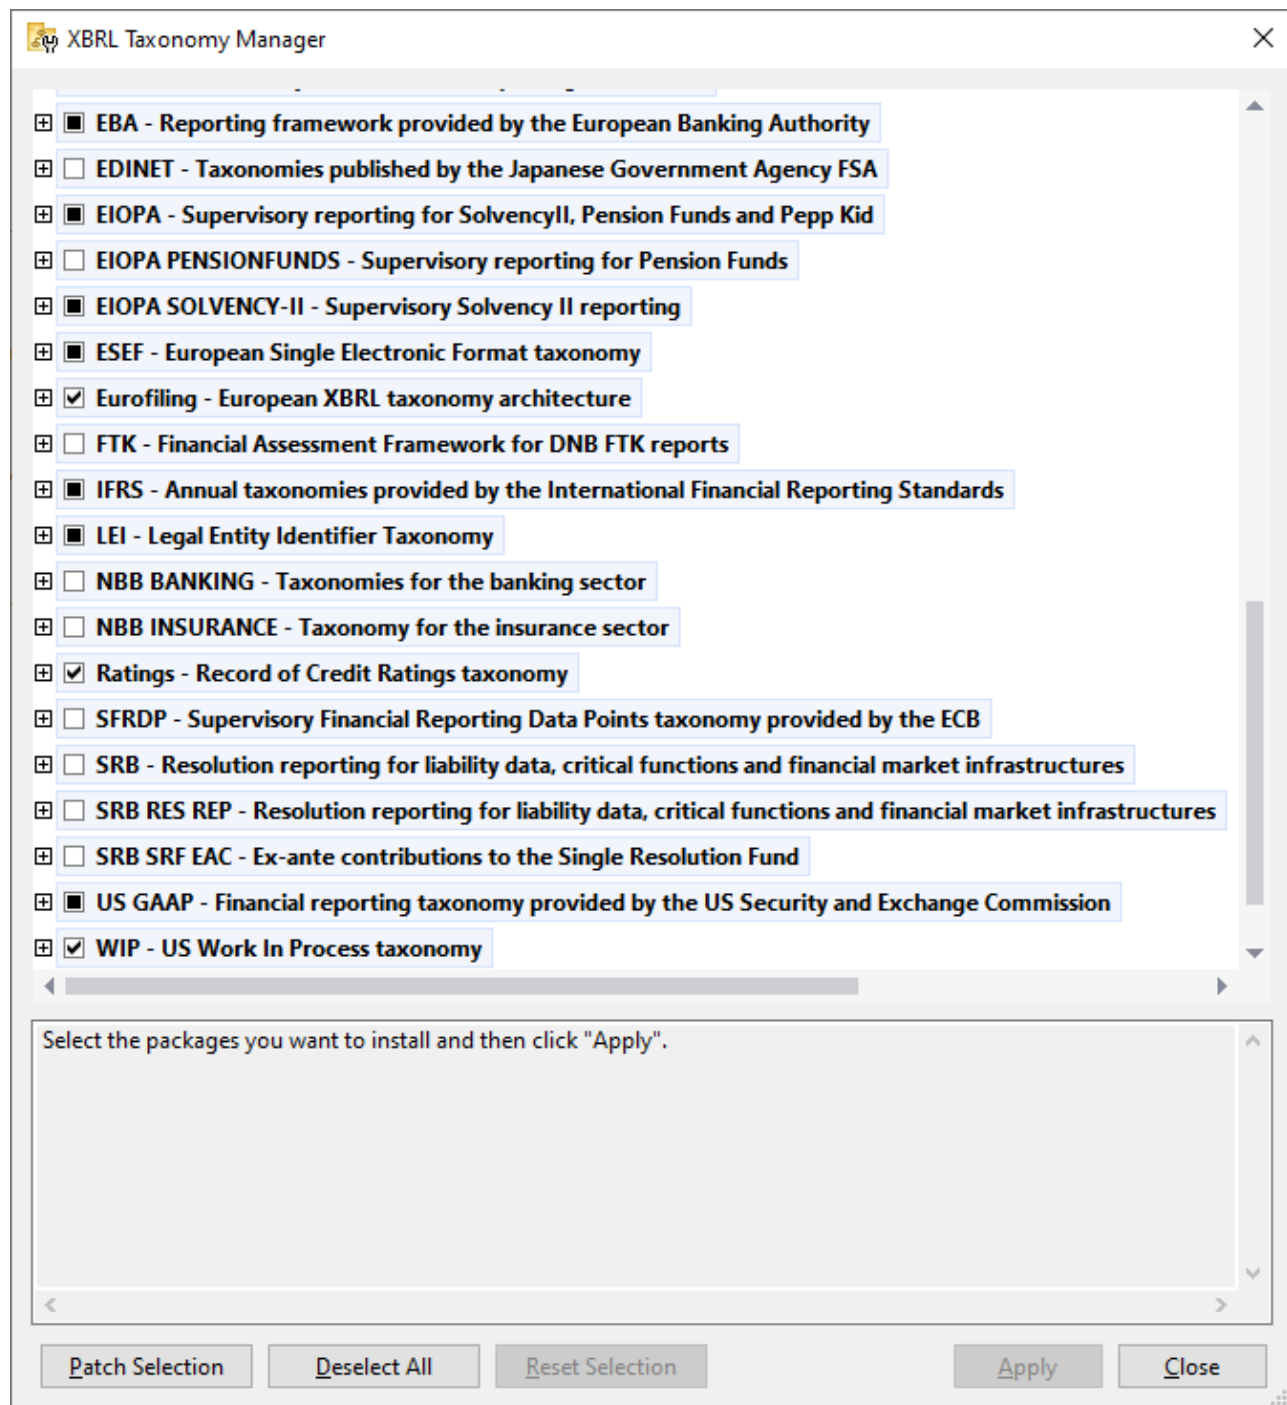 XBRL Taxonomy Manager
EBA - Reporting framework provided by the European Banking Authority
EDINET - Taxonomies published by the Japanese Government Agency FSA
EIOPA - Supervisory reporting for SolvencyII, Pension Funds and Pepp Kid
EIOPA PENSIONFUNDS - Supervisory reporting for Pension Funds
EIOPA SOLVENCY-II - Supervisory Solvency II reporting
ESEF - European Single Electronic Format taxonomy
Eurofiling - European XBRL taxonomy architecture
FTK - Financial Assessment Framework for DNB FTK reports
IFRS - Annual taxonomies provided by the International Financial Reporting Standards
LEI - Legal Entity Identifier Taxonomy
NBB BANKING - Taxonomies for the banking sector
NBB INSURANCE - Taxonomy for the insurance sector
Ratings - Record of Credit Ratings taxonomy
SFRDP - Supervisory Financial Reporting Data Points taxonomy provided by the ECB
SRB - Resolution reporting for liability data, critical functions and financial market infrastructures
SRB RES REP - Resolution reporting for liability data, critical functions and financial market infrastructures
SRB SRF EAC - Ex-ante contributions to the Single Resolution Fund
US GAAP - Financial reporting taxonomy provided by the US Security and Exchange Commission
WIP - US Work In Process taxonomy
Select the packages you want to install and then click "Apply".
Patch Selection Deselect All Reset Selection Apply Close